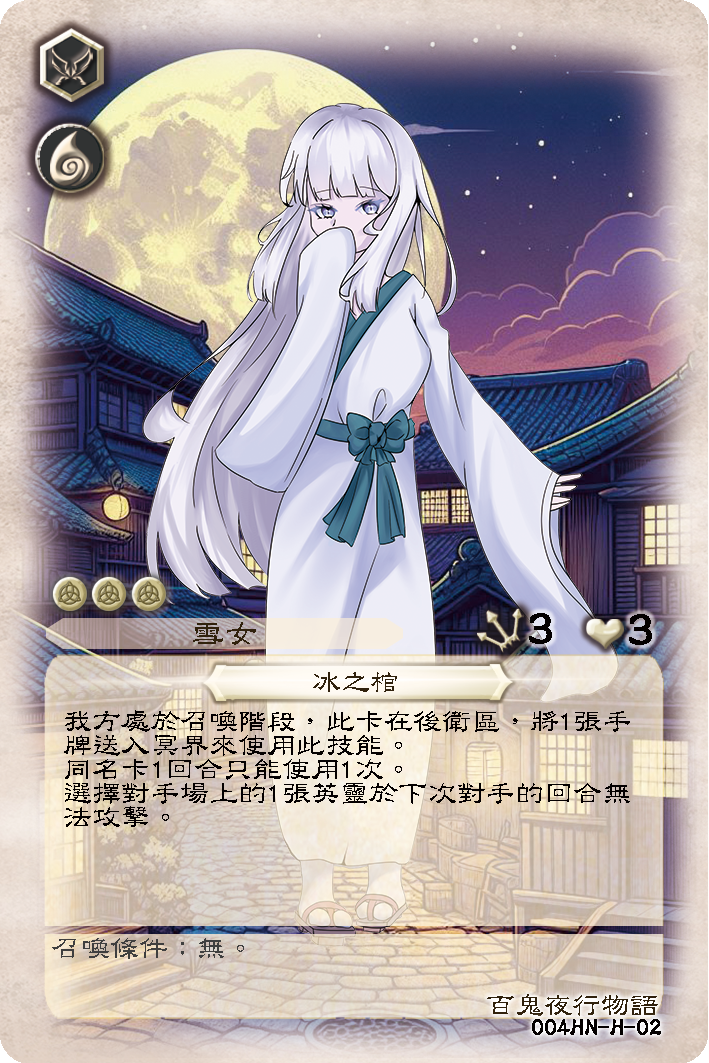 雪女
3
3
冰之棺
我方處於召喚階段，此卡在後衛區，將1張手
牌送入冥界來使用此技能。
同名卡1回合只能使用1次。
選擇對手場上的1張英靈於下次對手的回合無
法攻擊。
召喚條件：無。
百鬼夜行物語
004HN-H-02